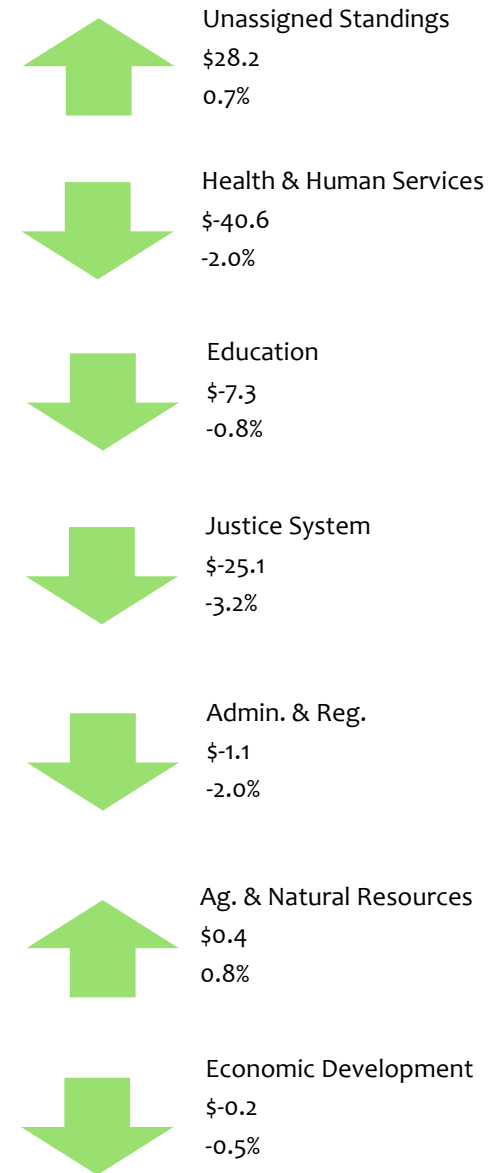 Unassigned Standings
$28.2
0.7%
Health & Human Services
$-40.6
-2.0%
Education
$-7.3
-0.8%
Justice System
$-25.1
-3.2%
Admin. & Reg.
$-1.1
-2.0%
Ag. & Natural Resources
$0.4
0.8%
Economic Development
$-0.2
-0.5%